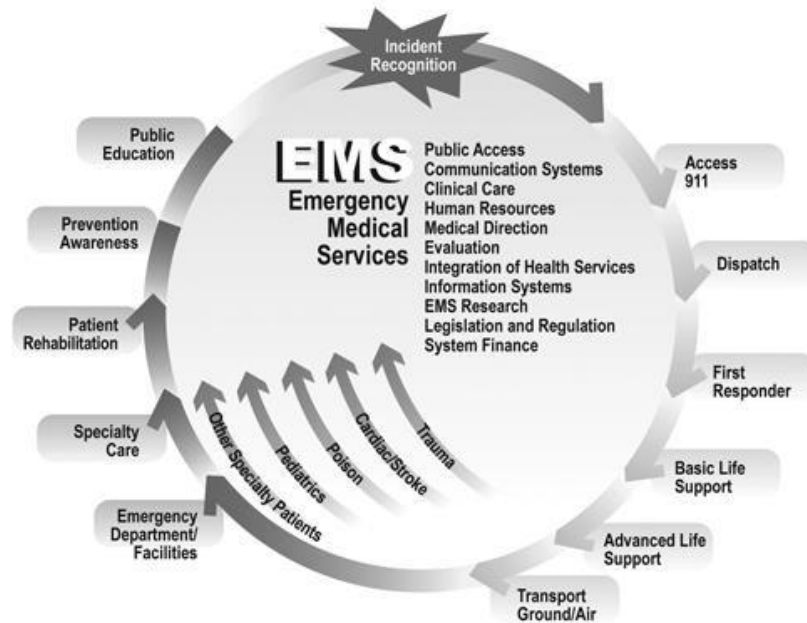 Incident
Recognition
EMS
Emergency
Medical
Services
Public Access
Communication Systems
Clinical Care
Human Resources
Medical Direction
Evaluation
Integration of Health Services
Information Systems
EMS Research
Legislation and Regulation
System Finance
Access
911
Dispatch
First
Responder
Basic Life
Support
Advanced Life
Support
Transport
Ground/Air
Emergency
Department/
Facilities
Specialty
Care
Patient
Rehabilitation
Prevention
Awareness
Public
Education
Other Specialty Patients
Pediatrics
Poison
Cardiac/Stroke
Trauma